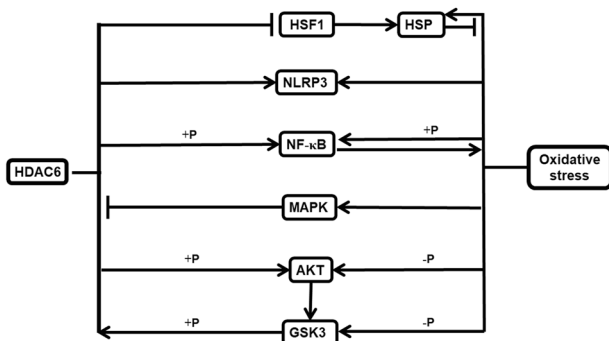 HSF1 HSP
NLRP3
+P NF-κB +P
HDAC6
Oxidative
stress
MAPK
+P AKT -P
+P GSK3 -P